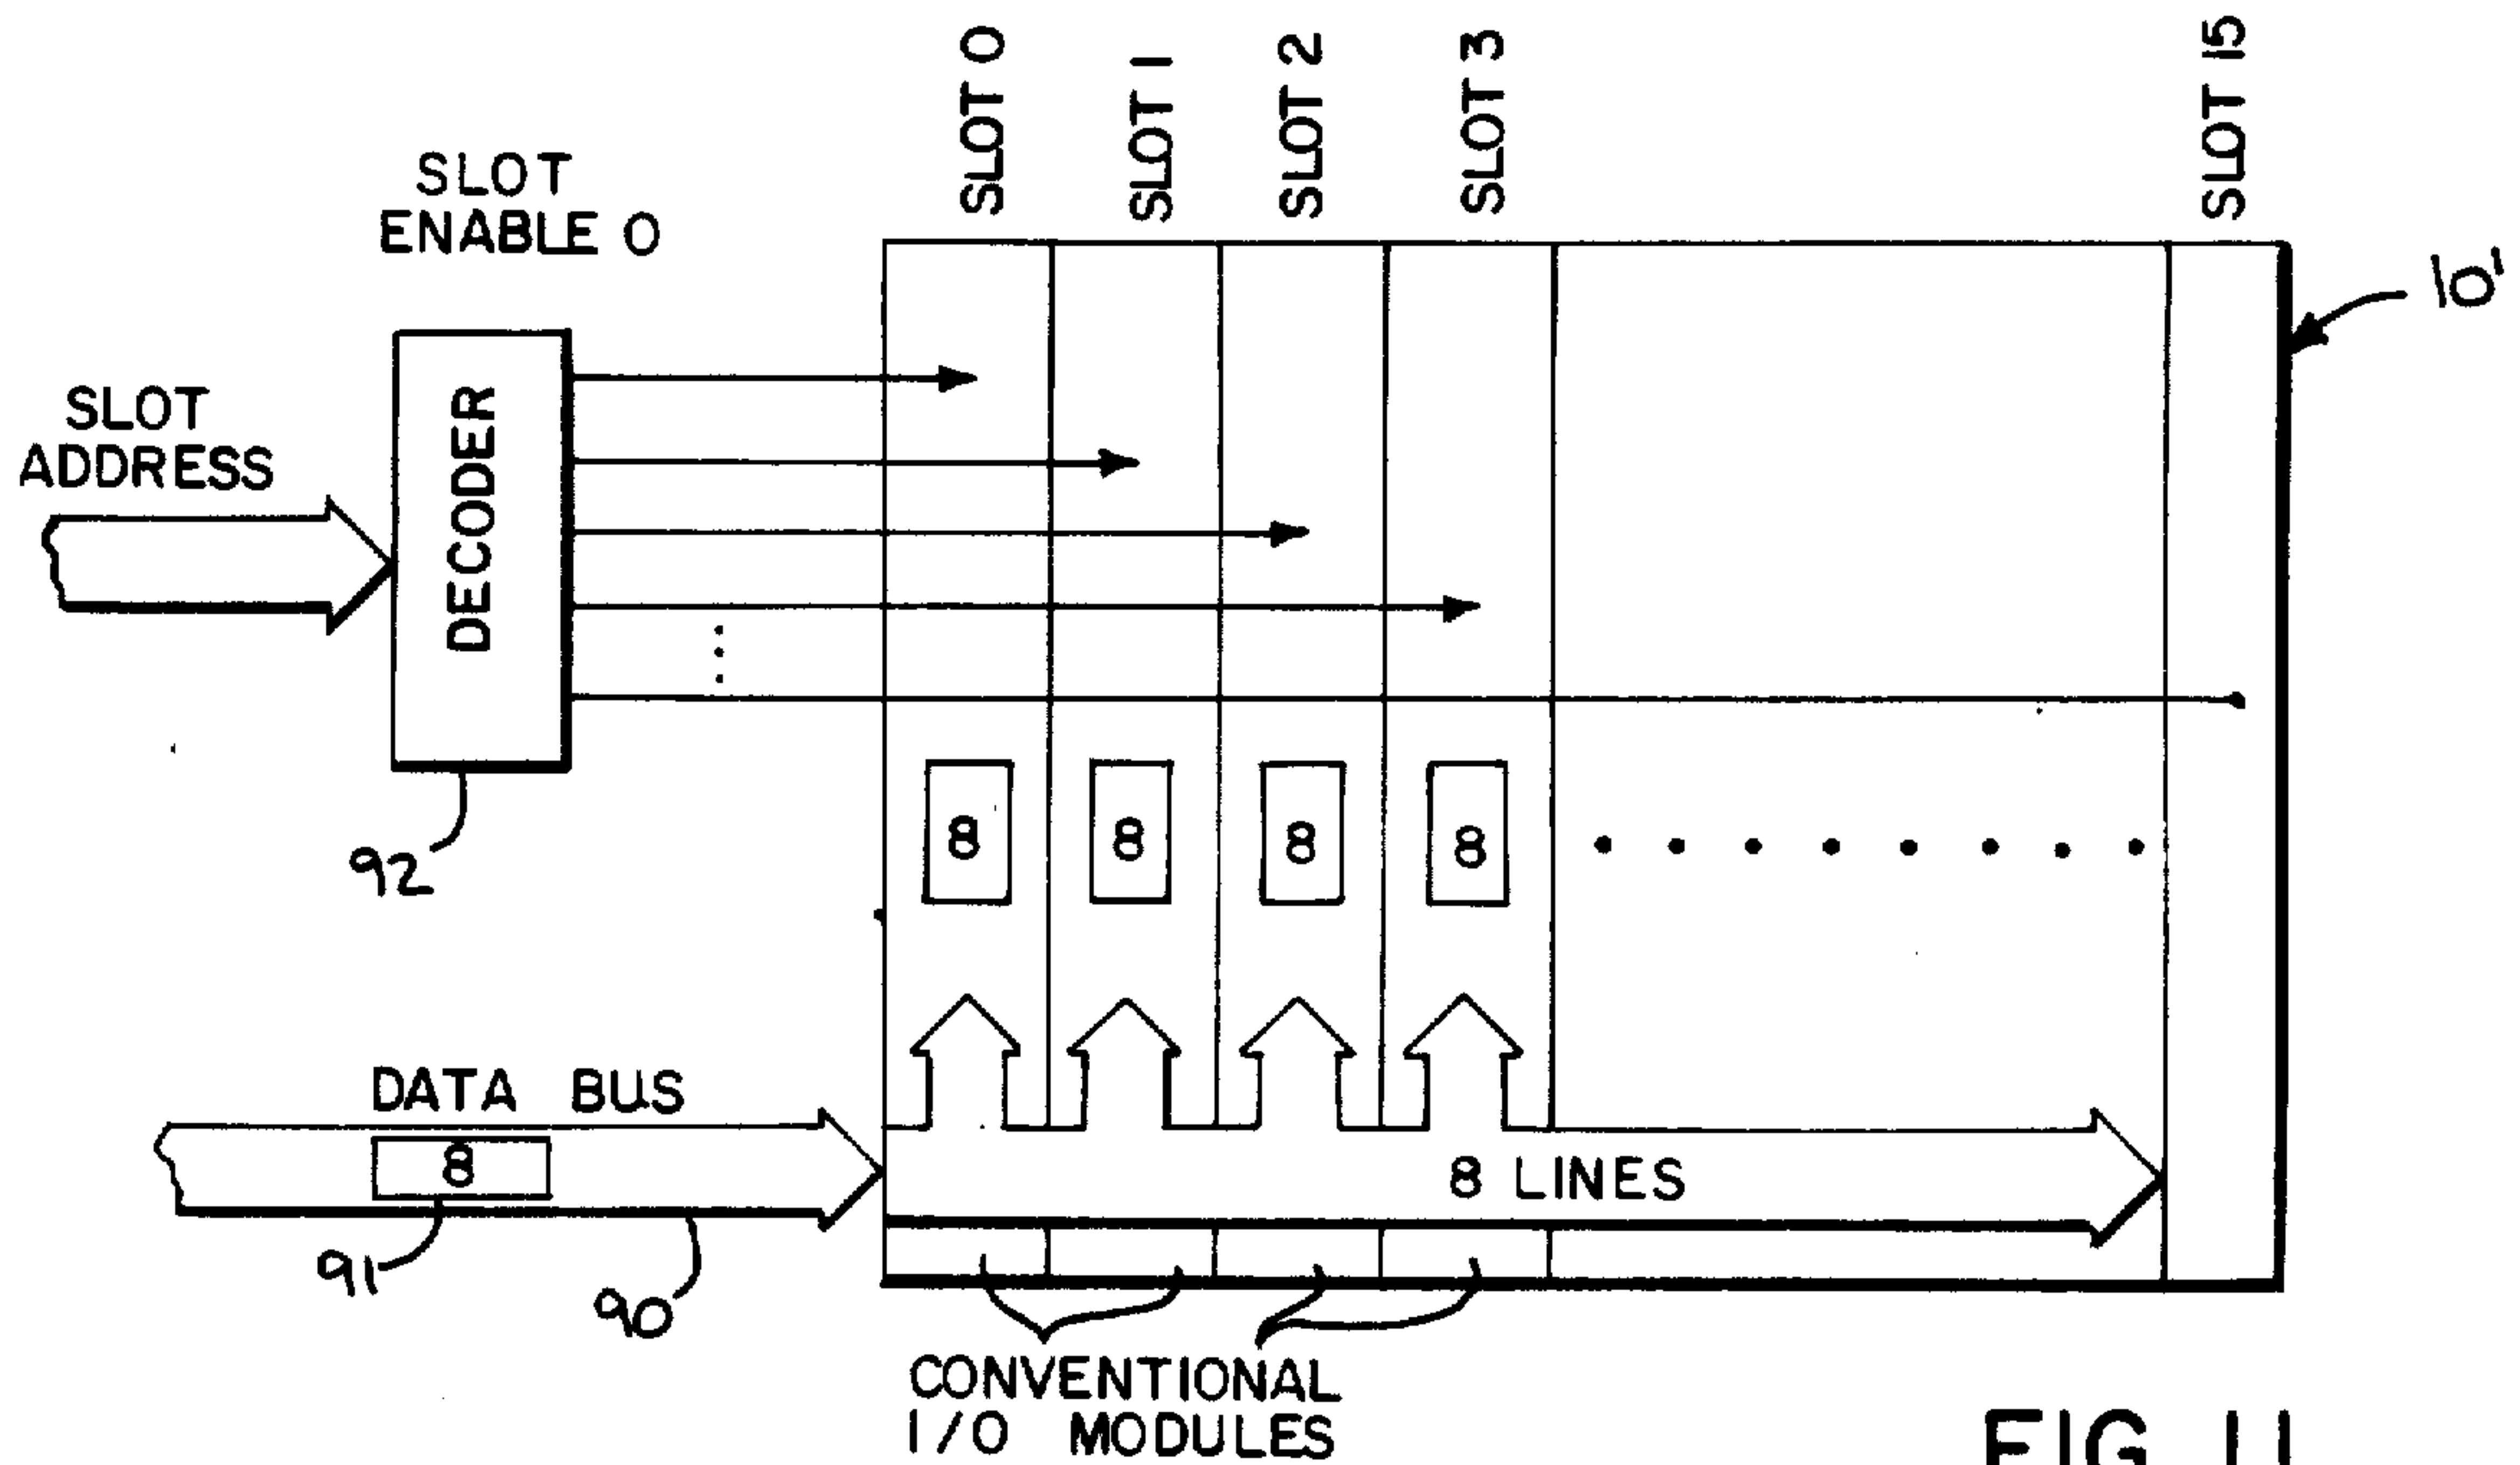 SLOT 0
SLOT 1
SLOT 2
SLOT 3
SLOT 15
SLOT
ENABLE 0
10'
SLOT
ADDRESS
DECODER
92
8
8
8
8
DATA BUS
8
8 LINES
91
90
CONVENTIONAL
I/O MODULES
FIG. 11